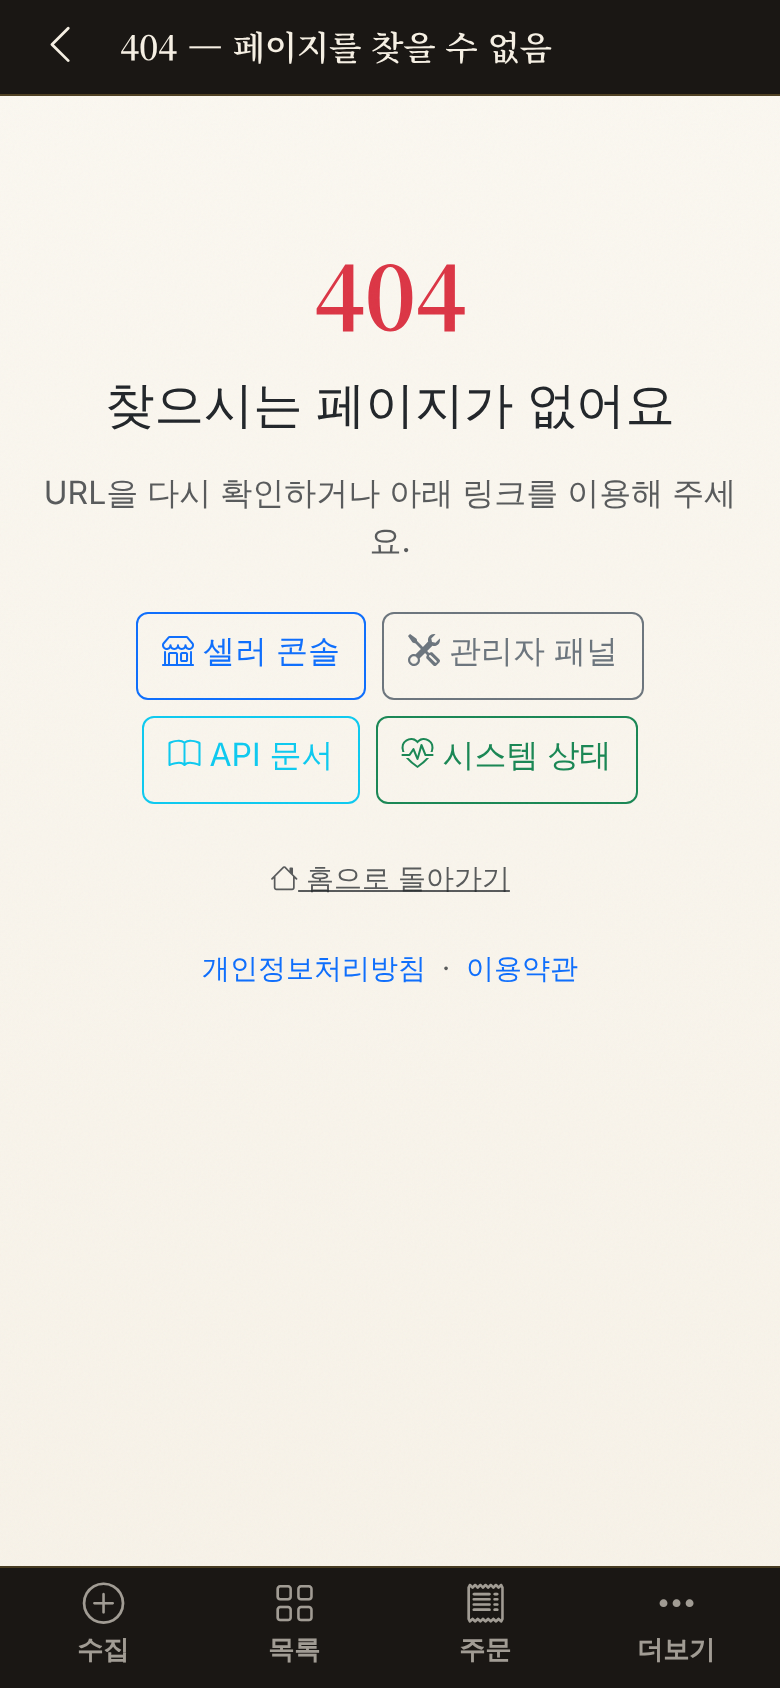 404 — 페이지를 찾을 수 없음
404
찾으시는 페이지가 없어요
URL을 다시 확인하거나 아래 링크를 이용해 주세
요.
셀러 콘솔 관리자 패널
API 문서 시스템 상태
홈으로 돌아가기
개인정보처리방침 · 이용약관
수집 목록 주문 더보기